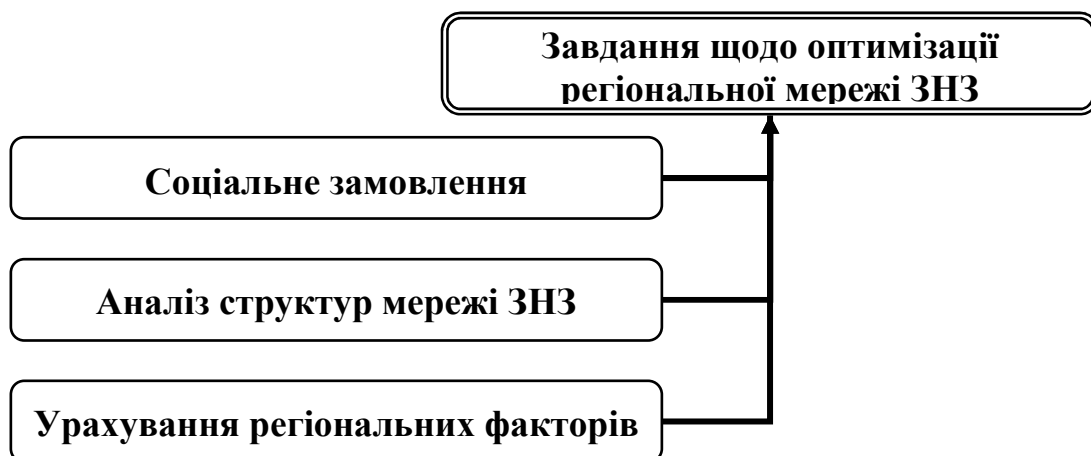 Завдання щодо оптимізації
регіональної мережі ЗНЗ
Соціальне замовлення
Аналіз структур мережі ЗНЗ
Урахування регіональних факторів